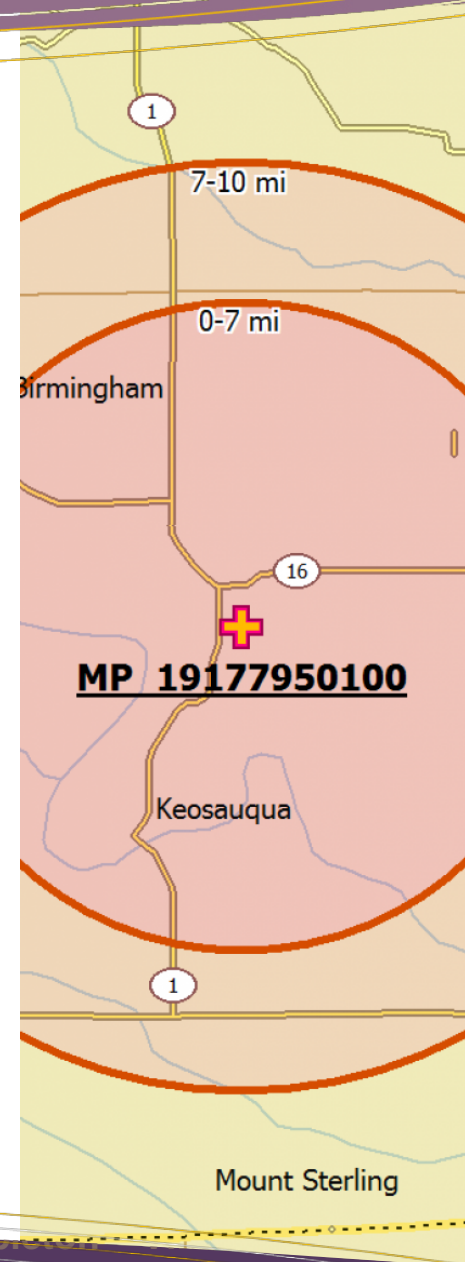 1
7-10 mi
0-7 mi
Birmingham
16
MP 19177950100
Keosauqua
1
Mount Sterling